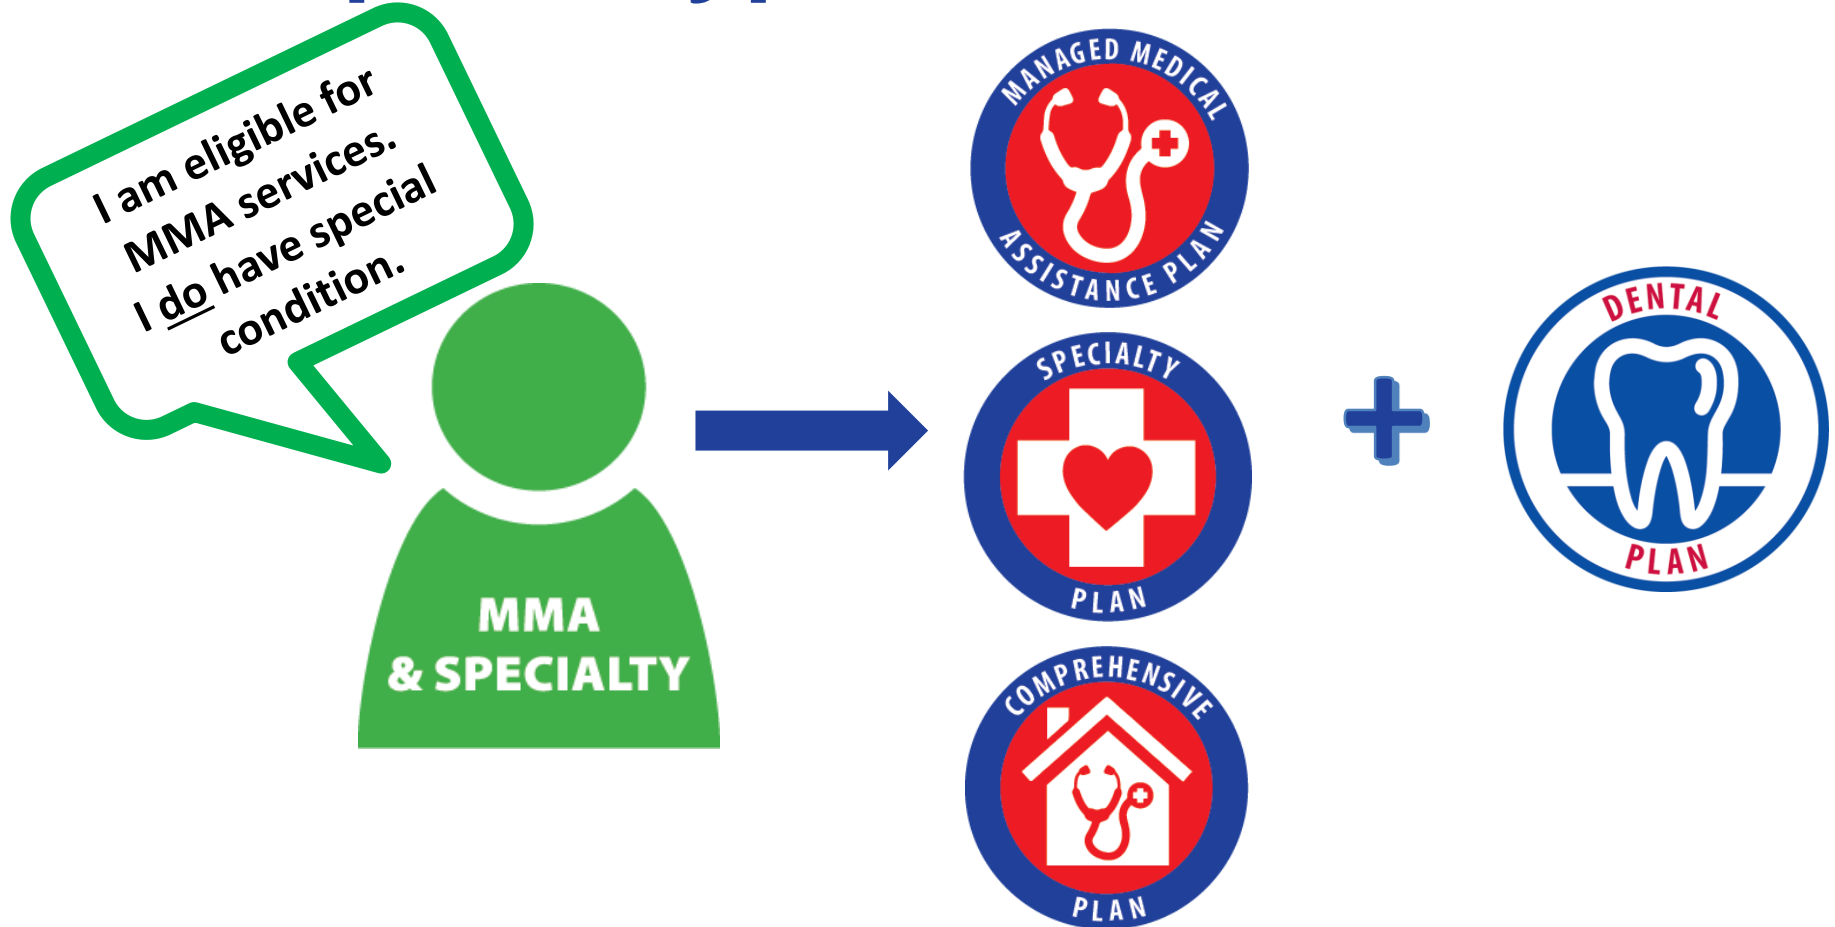 I am eligible for
MMA services.
I do have special
condition.
MMA
& SPECIALTY
MANAGED MEDICAL
ASSISTANCE PLAN
SPECIALTY
PLAN
COMPREHENSIVE
PLAN
DENTAL
PLAN